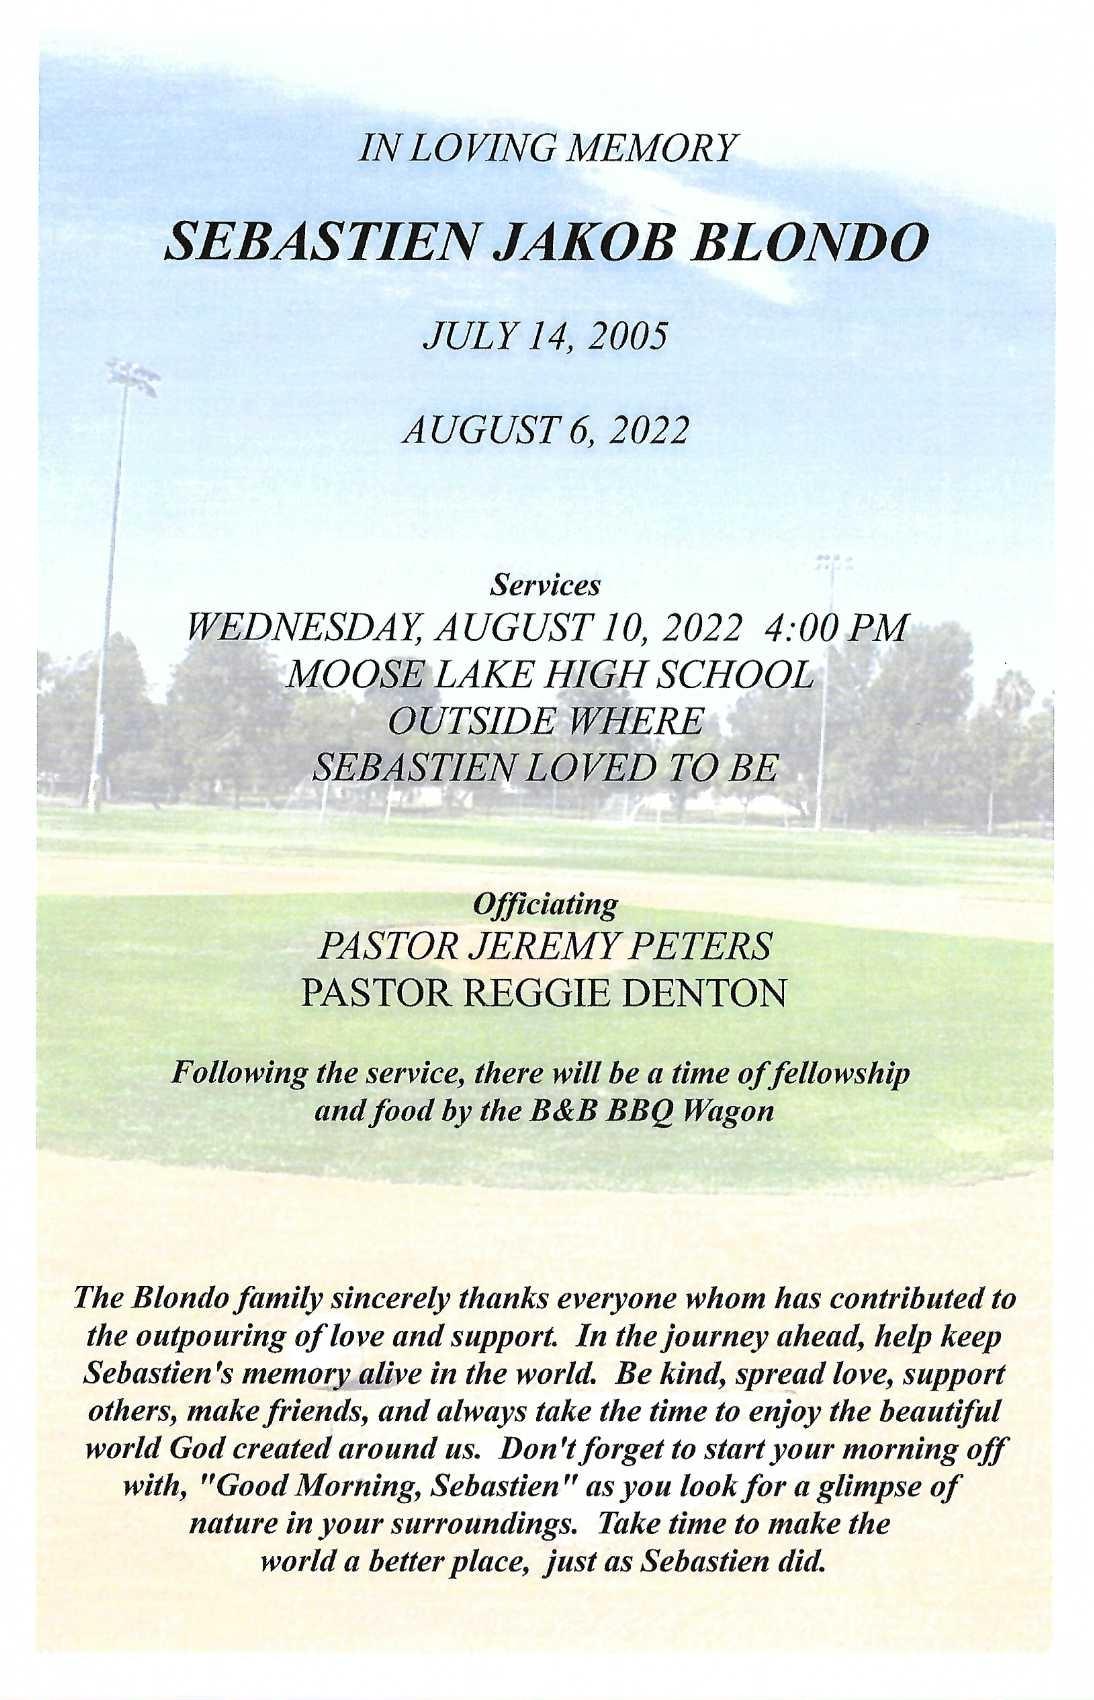 IN LOVING MEMORY
SEBASTIEN JAKOB BLONDO
JULY 14, 2005
AUGUST 6, 2022
Services
WEDNESDAY, AUGUST 10, 2022 4:00 PM
MOOSE LAKE HIGH SCHOOL
OUTSIDE WHERE
SEBASTIEN LOVED TO BE
Officiating
PASTOR JEREMY PETERS
PASTOR REGGIE DENTON
Following the service, there will be a time of fellowship
and food by the B&B BBQ Wagon
The Blondo family sincerely thanks everyone whom has contributed to
the outpouring of love and support. In the journey ahead, help keep
Sebastien's memory alive in the world. Be kind, spread love, support
others, make friends, and always take the time to enjoy the beautiful
world God created around us. Don't forget to start your morning off
with, "Good Morning, Sebastien" as you look for a glimpse of
nature in your surroundings. Take time to make the
world a better place, just as Sebastien did.